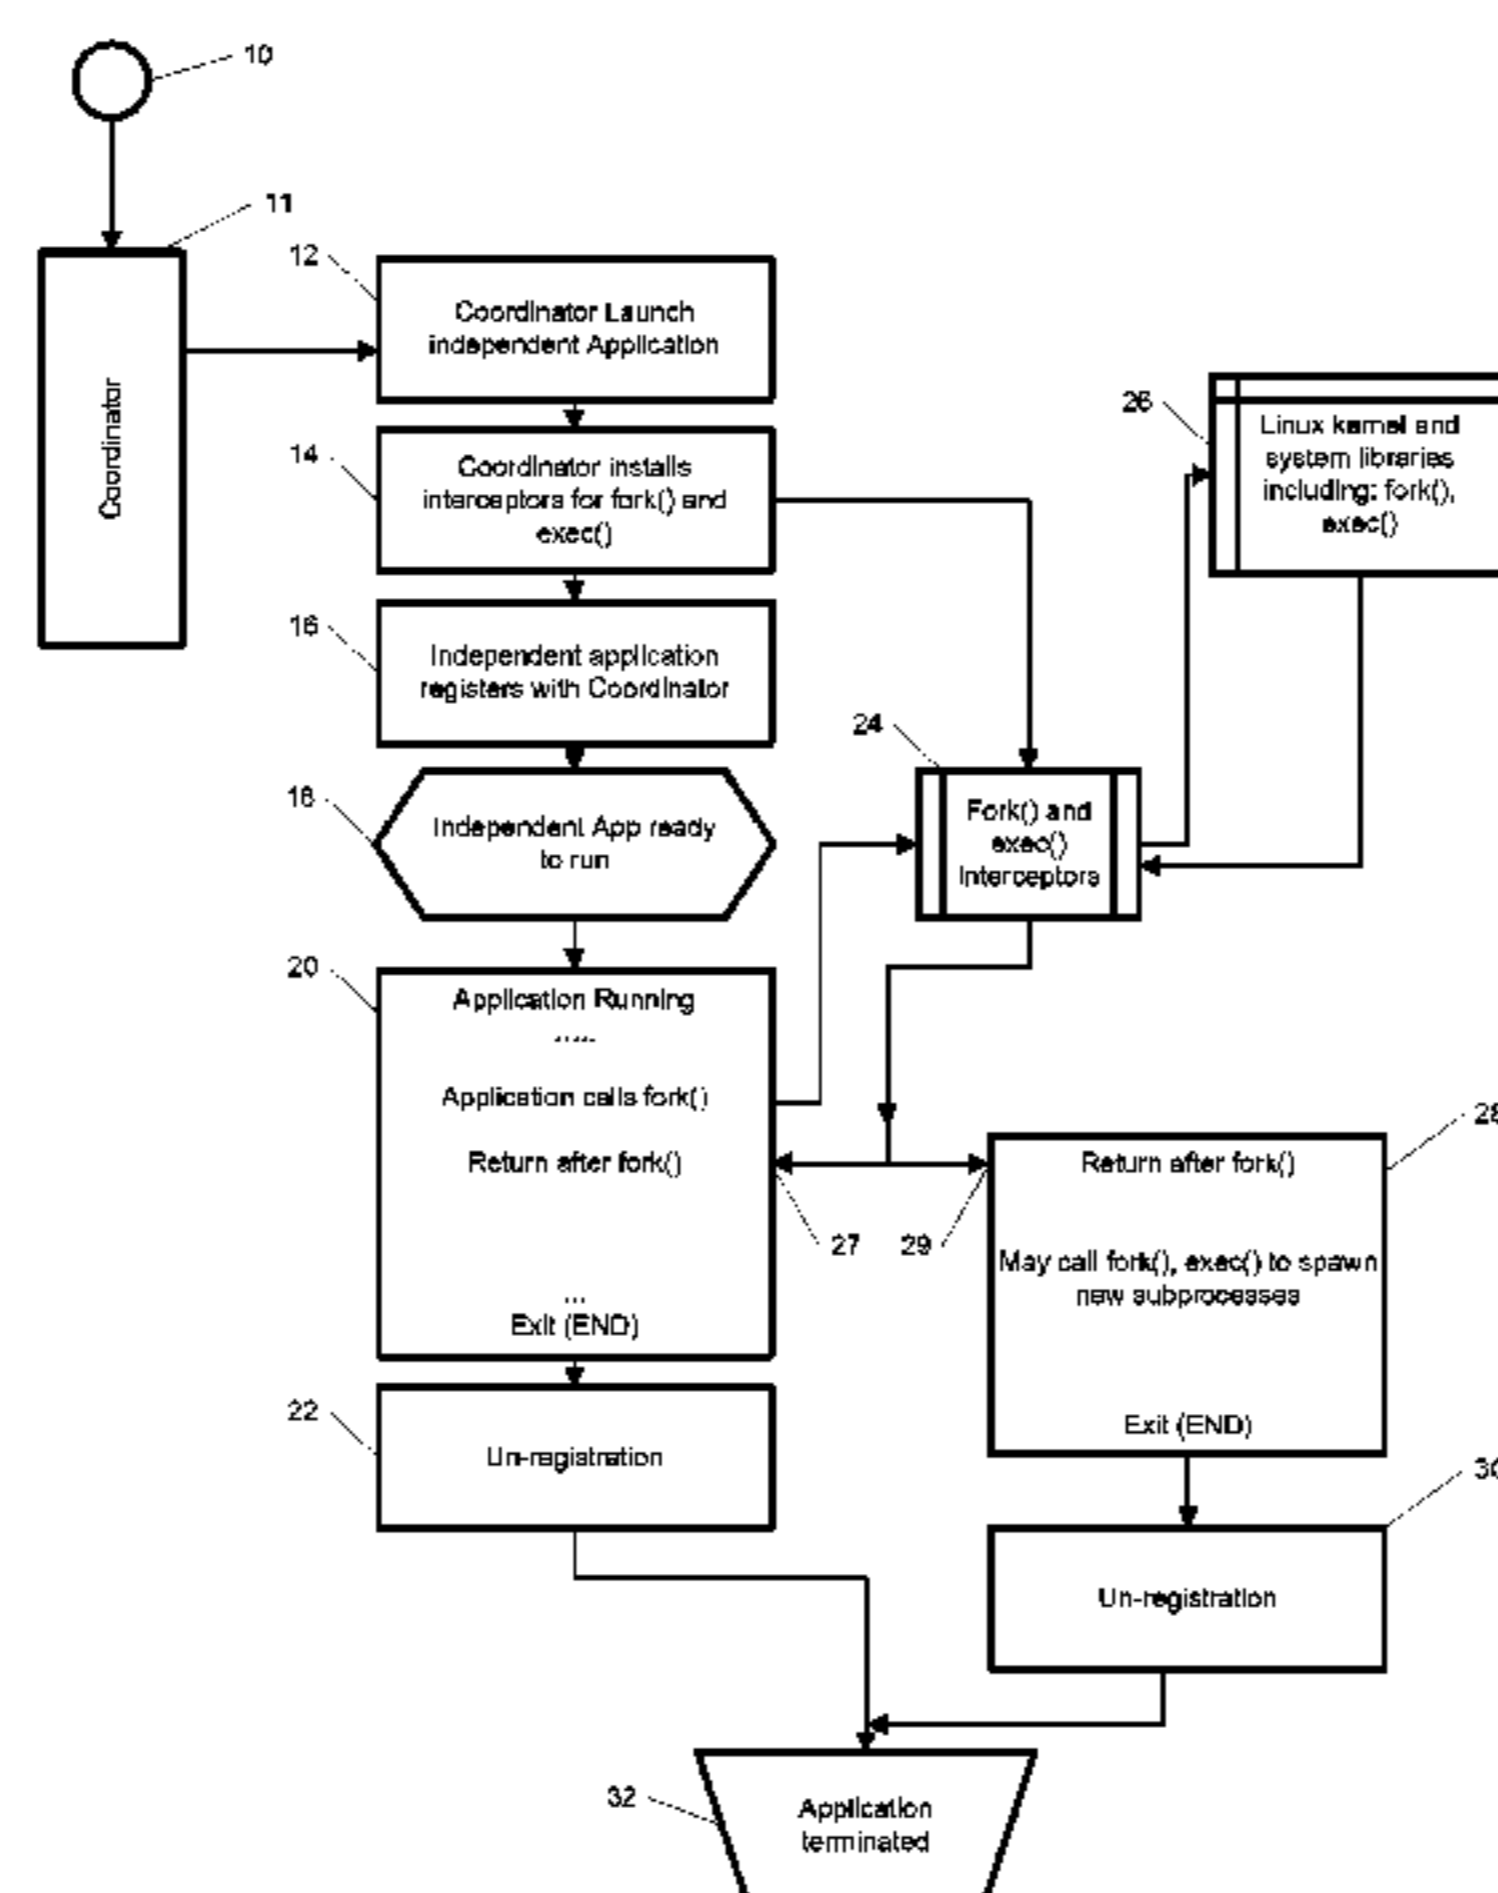 10
11
12
Coordinator Launch
independent Application
Coordinator
26
Linux kernel and
system libraries
including: fork(),
exec()
14
Coordinator installs
interceptors for fork() and
exec()
16
Independent application
registers with Coordinator
24
18
Independent App ready
to run
Fork() and
exec()
Interceptors
20
Application Running
.....
Application calls fork()
Return after fork()
27
29
...
Exit (END)
28
Return after fork()
May call fork(), exec() to spawn
new subprocesses
Exit (END)
22
Un-registration
30
Un-registration
32
Application
terminated